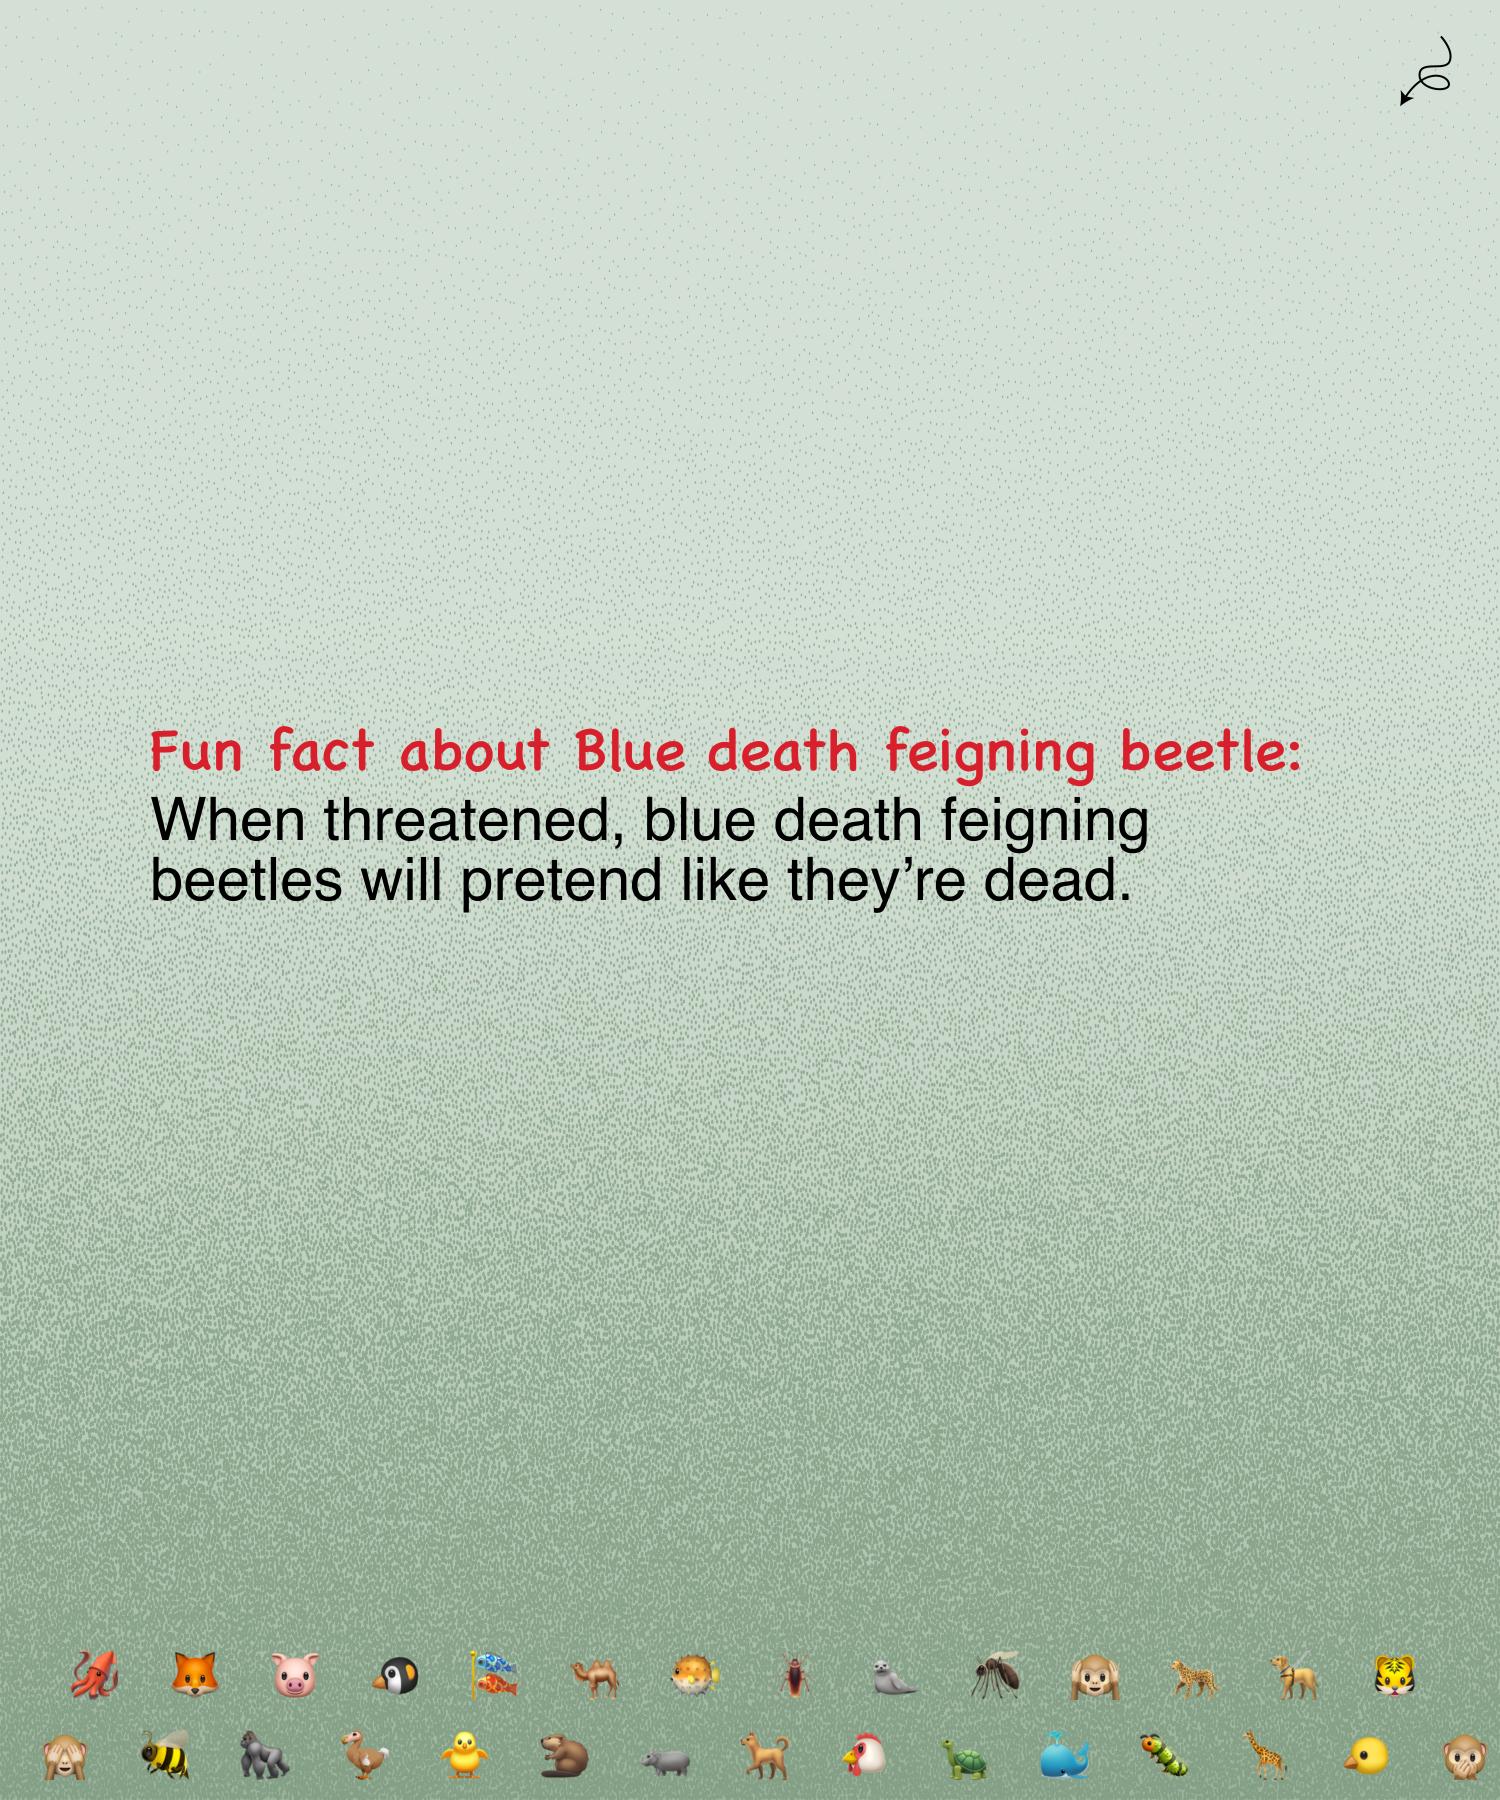 Fun fact about Blue death feigning beetle:
When threatened, blue death feigning
beetles will pretend like they’re dead.